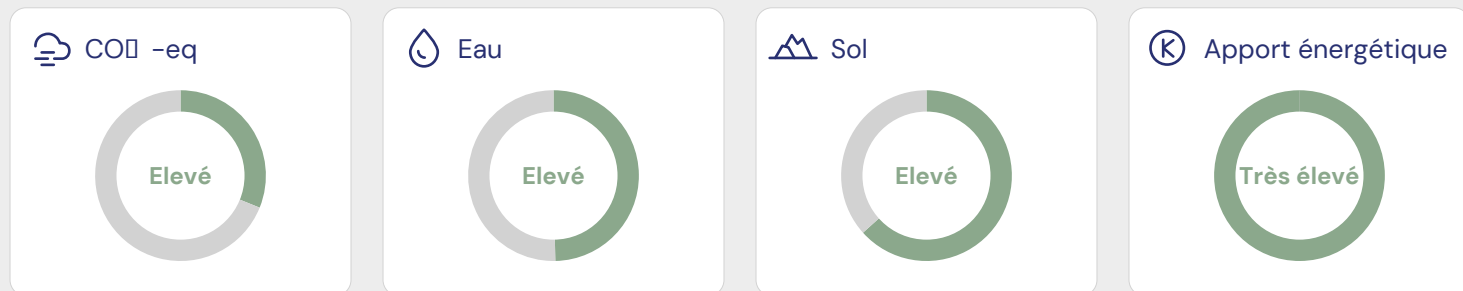 CO▯ -eq
Eau
Sol
Apport énergétique
Elevé
Elevé
Elevé
Très élevé